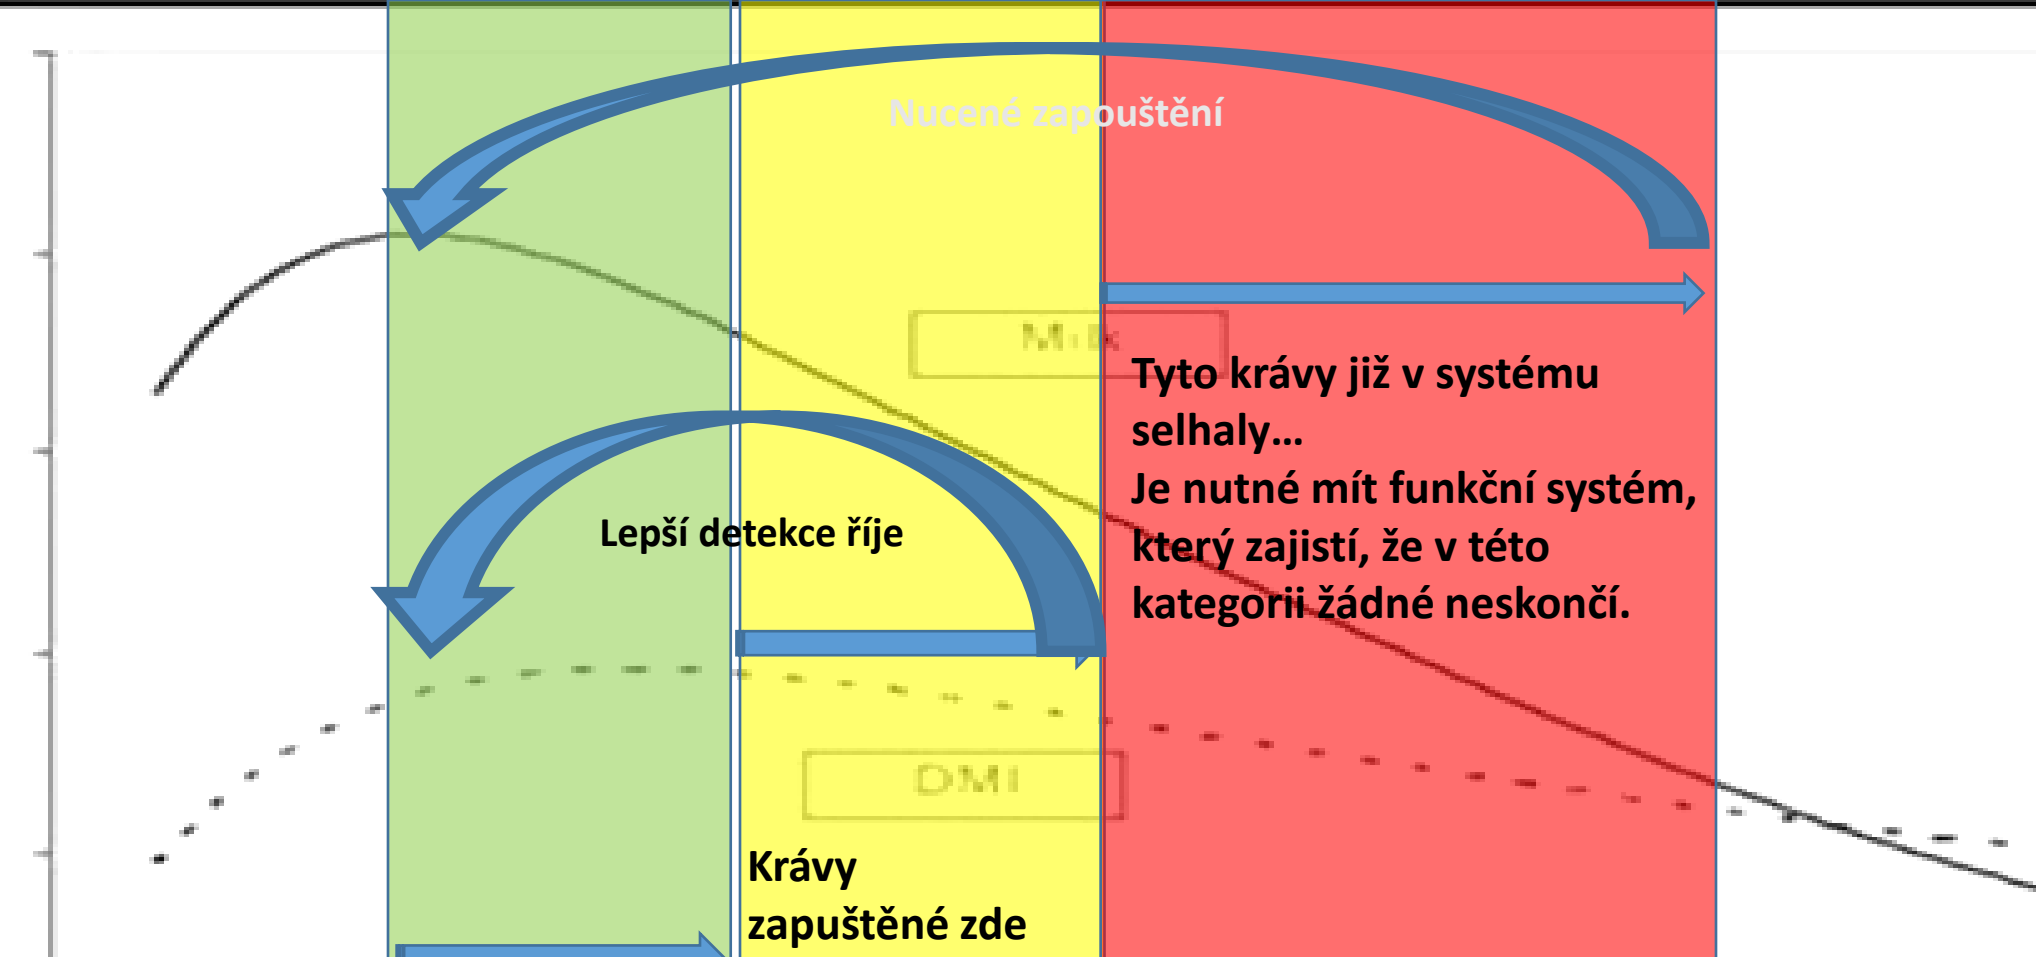 Nucené zapouštění
Milk
Tyto krávy již v systému
selhaly…
Je nutné mít funkční systém,
který zajistí, že v této
kategorii žádné neskončí.
Lepší detekce říje
DMI
Krávy
zapuštěné zde